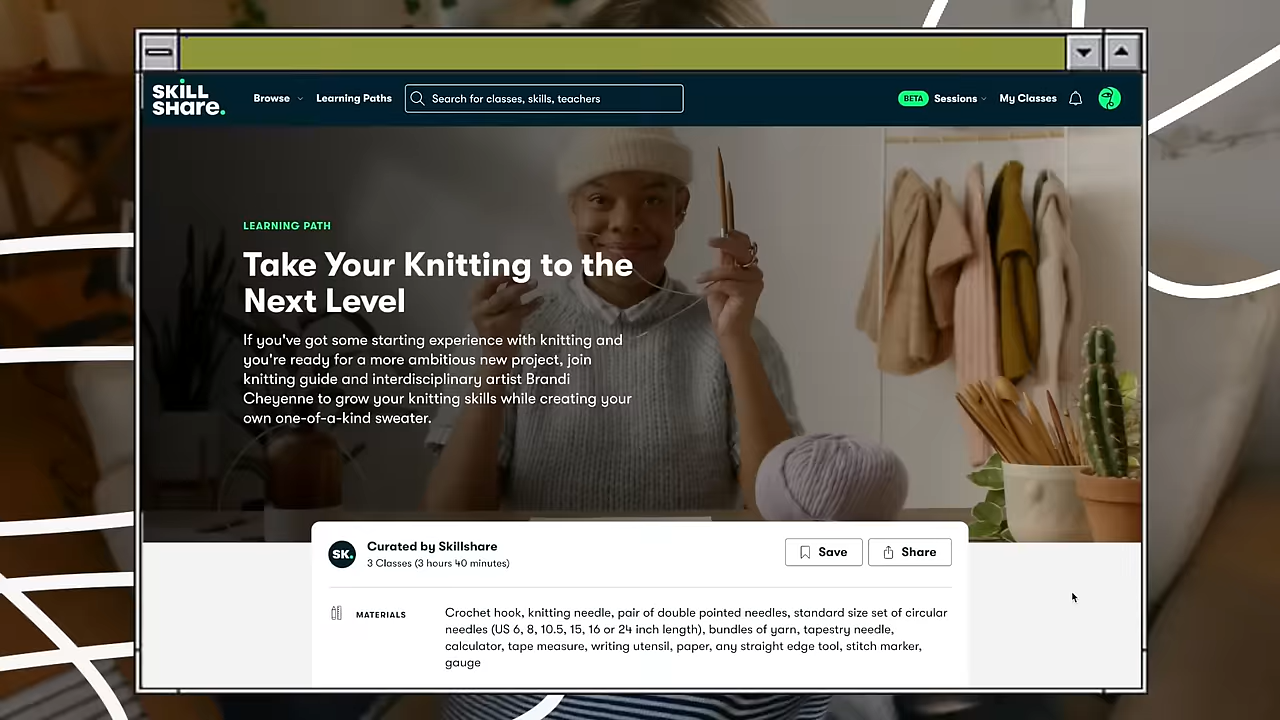 SKILL
SHARE.
Browse
Learning Paths
Search for classes, skills, teachers
BETA
Sessions
My Classes
LEARNING PATH
Take Your Knitting to the
Next Level
If you've got some starting experience with knitting and
you're ready for a more ambitious new project, join
knitting guide and interdisciplinary artist Brandi
Cheyenne to grow your knitting skills while creating your
own one-of-a-kind sweater.
SK.
Curated by Skillshare
3 Classes (3 hours 40 minutes)
Save
Share
MATERIALS
Crochet hook, knitting needle, pair of double pointed needles, standard size set of circular
needles (US 6, 8, 10.5, 15, 16 or 24 inch length), bundles of yarn, tapestry needle,
calculator, tape measure, writing utensil, paper, any straight edge tool, stitch marker,
gauge